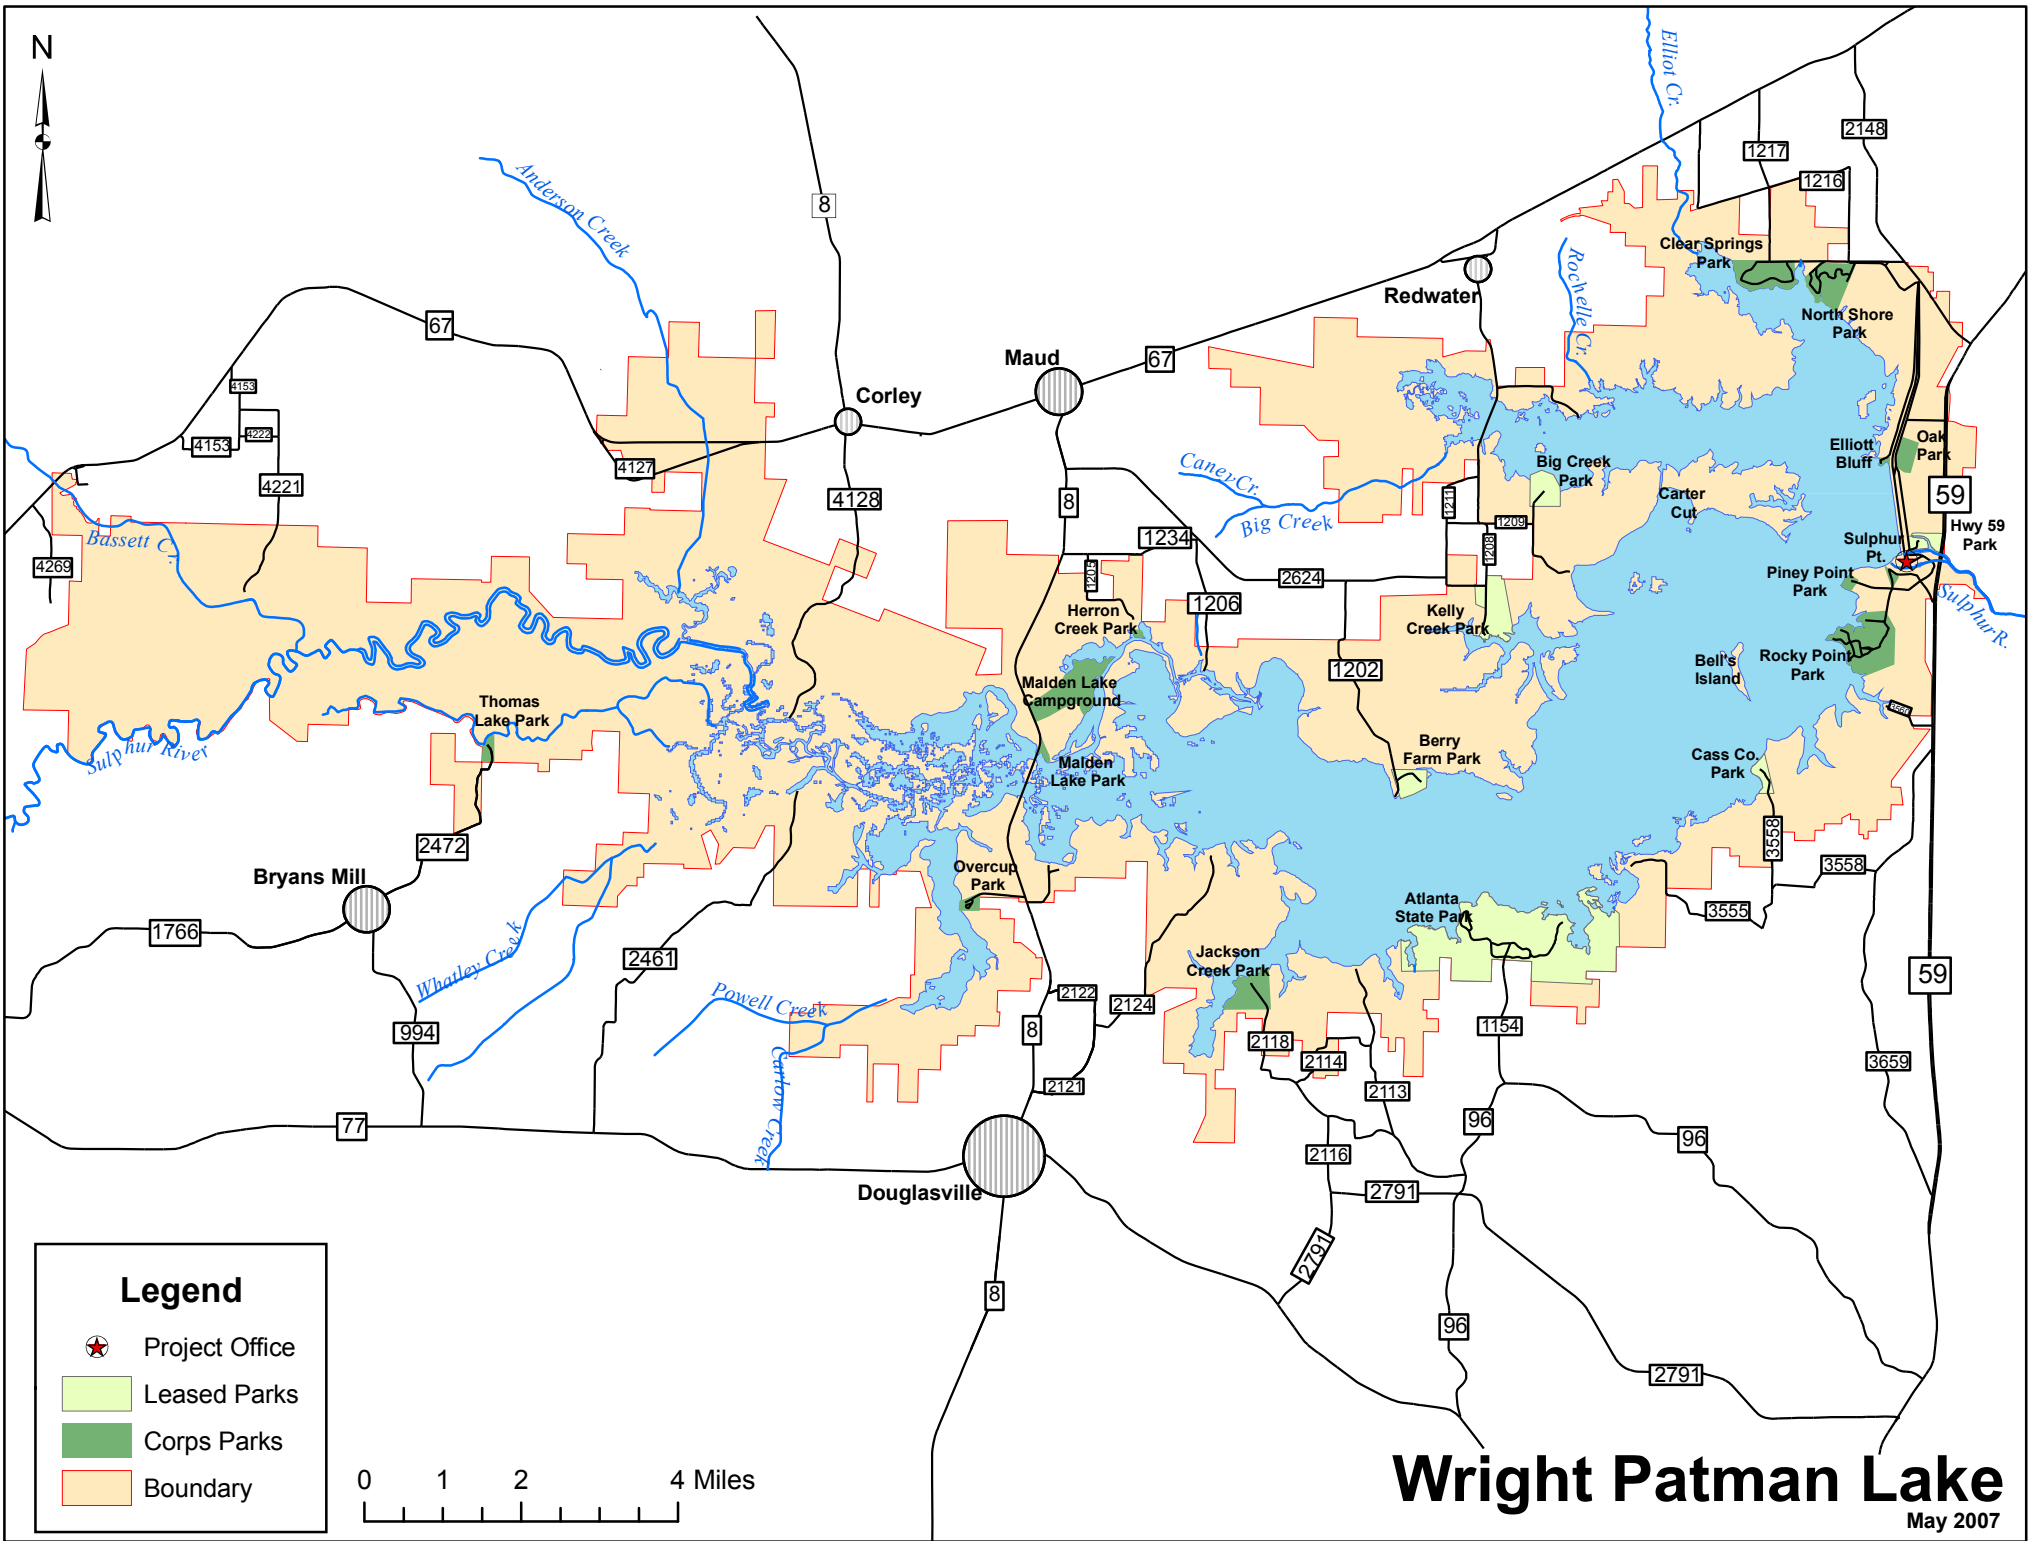 N
Elliot Cr.
2148
1217
1216
Anderson Creek
8
Clear Springs
Park
Rochelle Cr.
Redwater
North Shore
Park
67
Maud
67
4153
Corley
4153
4222
4127
4221
4128
8
Caney Cr.
Big Creek
Big Creek
Park
Carter
Cut
Elliott
Bluff
Oak
Park
59
Hwy 59
Park
1211
1209
1208
1234
Bassett C.
4269
2624
1205
1206
Sulphur
Pt.
Piney Point
Park
Sulphur R.
Herron
Creek Park
Kelly
Creek Park
1202
Bell's
Island
Rocky Point
Park
Malden Lake
Campground
Thomas
Lake Park
3560
Sulphur River
Malden
Lake Park
Berry
Farm Park
Cass Co.
Park
2472
3558
3558
Bryans Mill
Overcup
Park
Atlanta
State Park
3555
1766
Whatley Creek
2461
Jackson
Creek Park
59
Powell Creek
2122
2124
994
8
2118
2114
1154
3659
Carlow Creek
2121
2113
77
96
96
2116
Douglasville
2791
2791
8
96
2791
Legend
Project Office
Leased Parks
Corps Parks
Boundary
0 1 2 4 Miles
Wright Patman Lake
May 2007